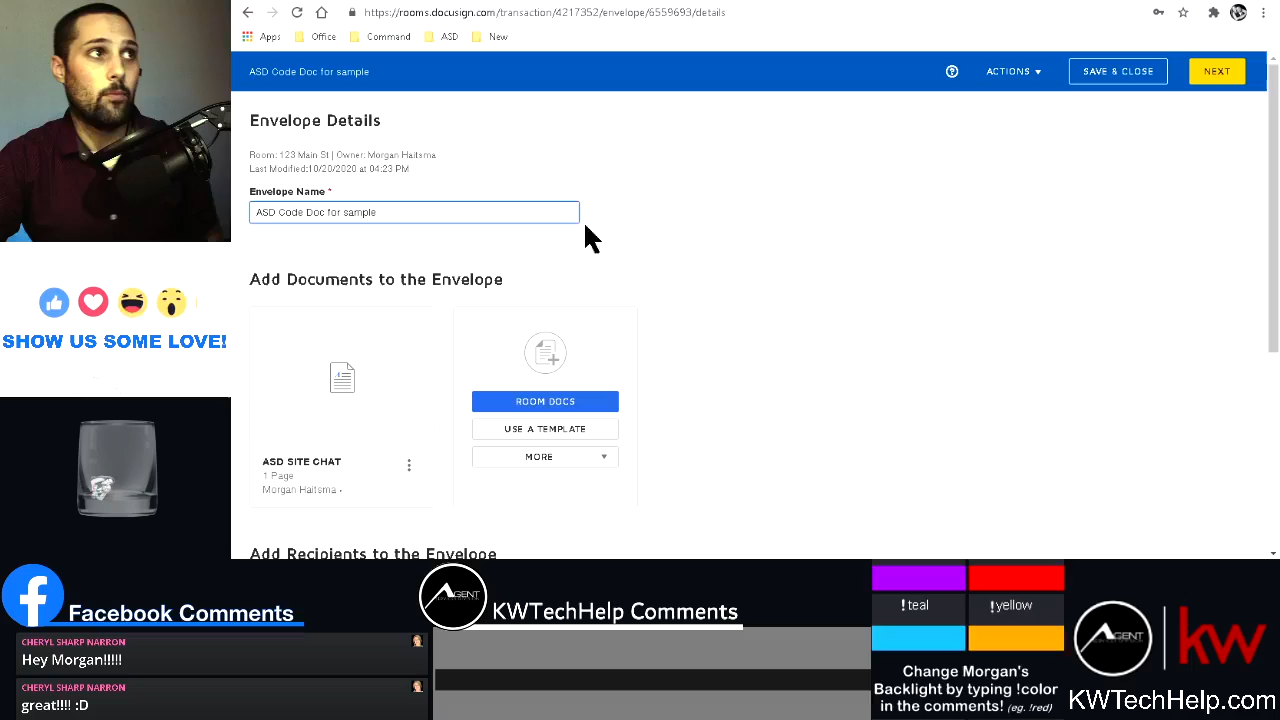 https://rooms.docusign.com/transaction/4217352/envelope/6559693/details
Apps Office Command ASD New
ASD Code Doc for sample
ACTIONS
SAVE & CLOSE
NEXT
Envelope Details
Room: 123 Main St | Owner: Morgan Haitsma
Last Modified:10/20/2020 at 04:23 PM
Envelope Name *
ASD Code Doc for sample
Add Documents to the Envelope
ROOM DOCS
USE A TEMPLATE
MORE
ASD SITE CHAT
1 Page
Morgan Haitsma •
Add Recipients to the Envelope
SHOW US SOME LOVE!
Facebook Comments
CHERYL SHARP NARRON
Hey Morgan!!!!!
CHERYL SHARP NARRON
great!!!! :D
AGENT
KWTechHelp Comments
!teal
!yellow
Change Morgan's
Backlight by typing !color
in the comments! (eg. !red)
AGENT
kw
KWTechHelp.com